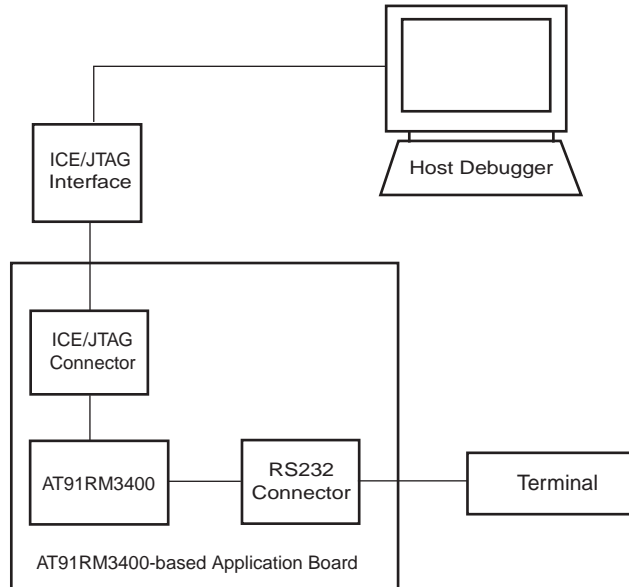 ICE/JTAG
Interface
Host Debugger
ICE/JTAG
Connector
AT91RM3400
RS232
Connector
Terminal
AT91RM3400-based Application Board